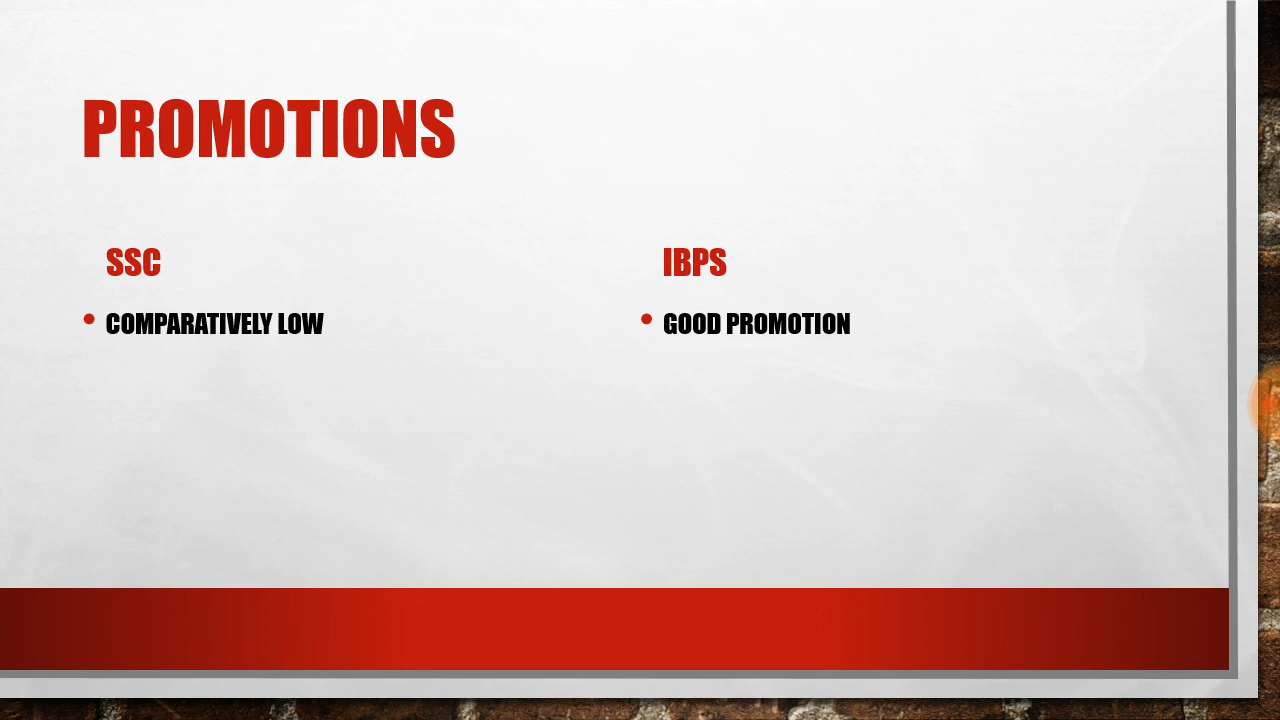 PROMOTIONS
SSC
• COMPARATIVELY LOW
IBPS
• GOOD PROMOTION